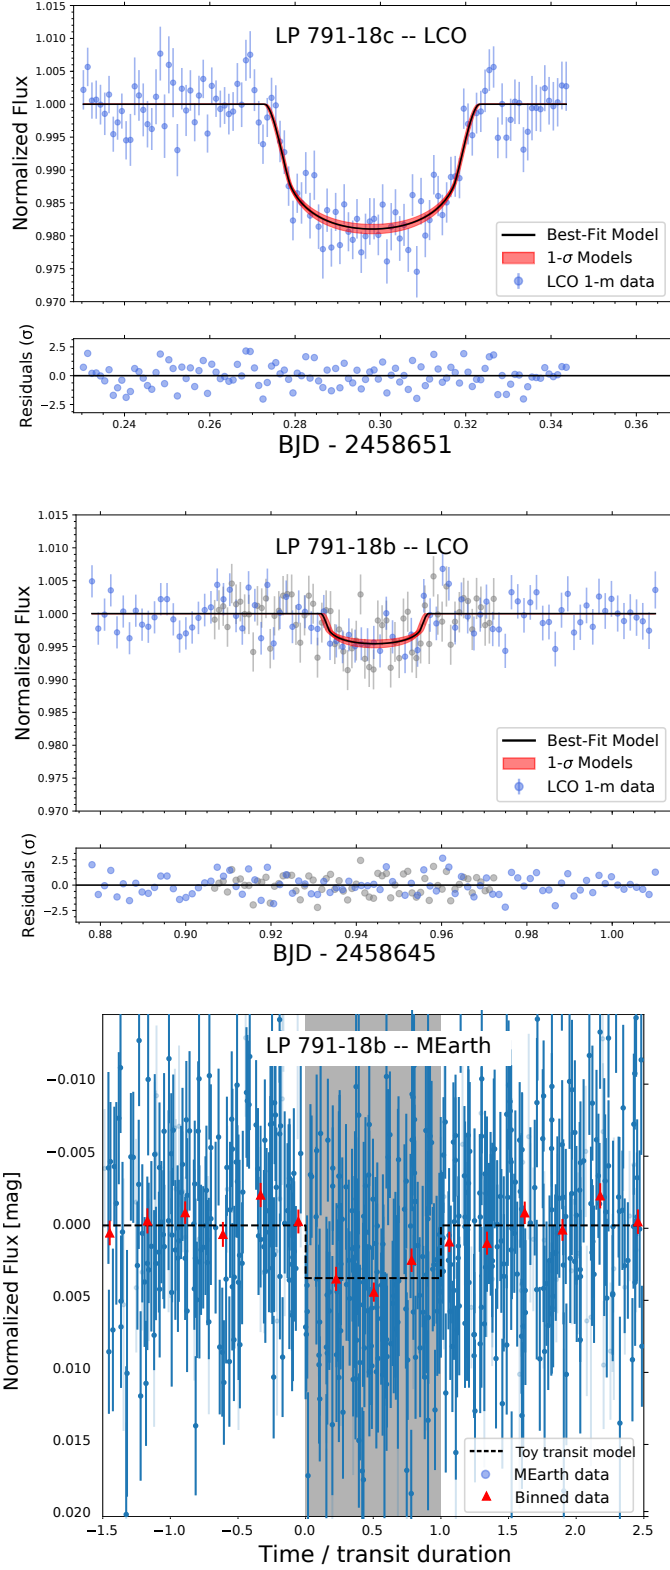 LP 791-18c -- LCO
1.015
1.010
1.005
1.000
0.995
0.990
0.985
0.980
0.975
0.970
Normalized Flux
Best-Fit Model
1-σ Models
LCO 1-m data
2.5
0.0
−2.5
Residuals (σ)
0.24 0.26 0.28 0.30 0.32 0.34 0.36
BJD - 2458651
LP 791-18b -- LCO
1.015
1.010
1.005
1.000
0.995
0.990
0.985
0.980
0.975
0.970
Normalized Flux
Best-Fit Model
1-σ Models
LCO 1-m data
2.5
0.0
−2.5
Residuals (σ)
0.88 0.90 0.92 0.94 0.96 0.98 1.00
BJD - 2458645
LP 791-18b -- MEarth
−0.010
−0.005
0.000
0.005
0.010
0.015
0.020
Normalized Flux [mag]
Toy transit model
MEarth data
Binned data
−1.5 −1.0 −0.5 0.0 0.5 1.0 1.5 2.0 2.5
Time / transit duration